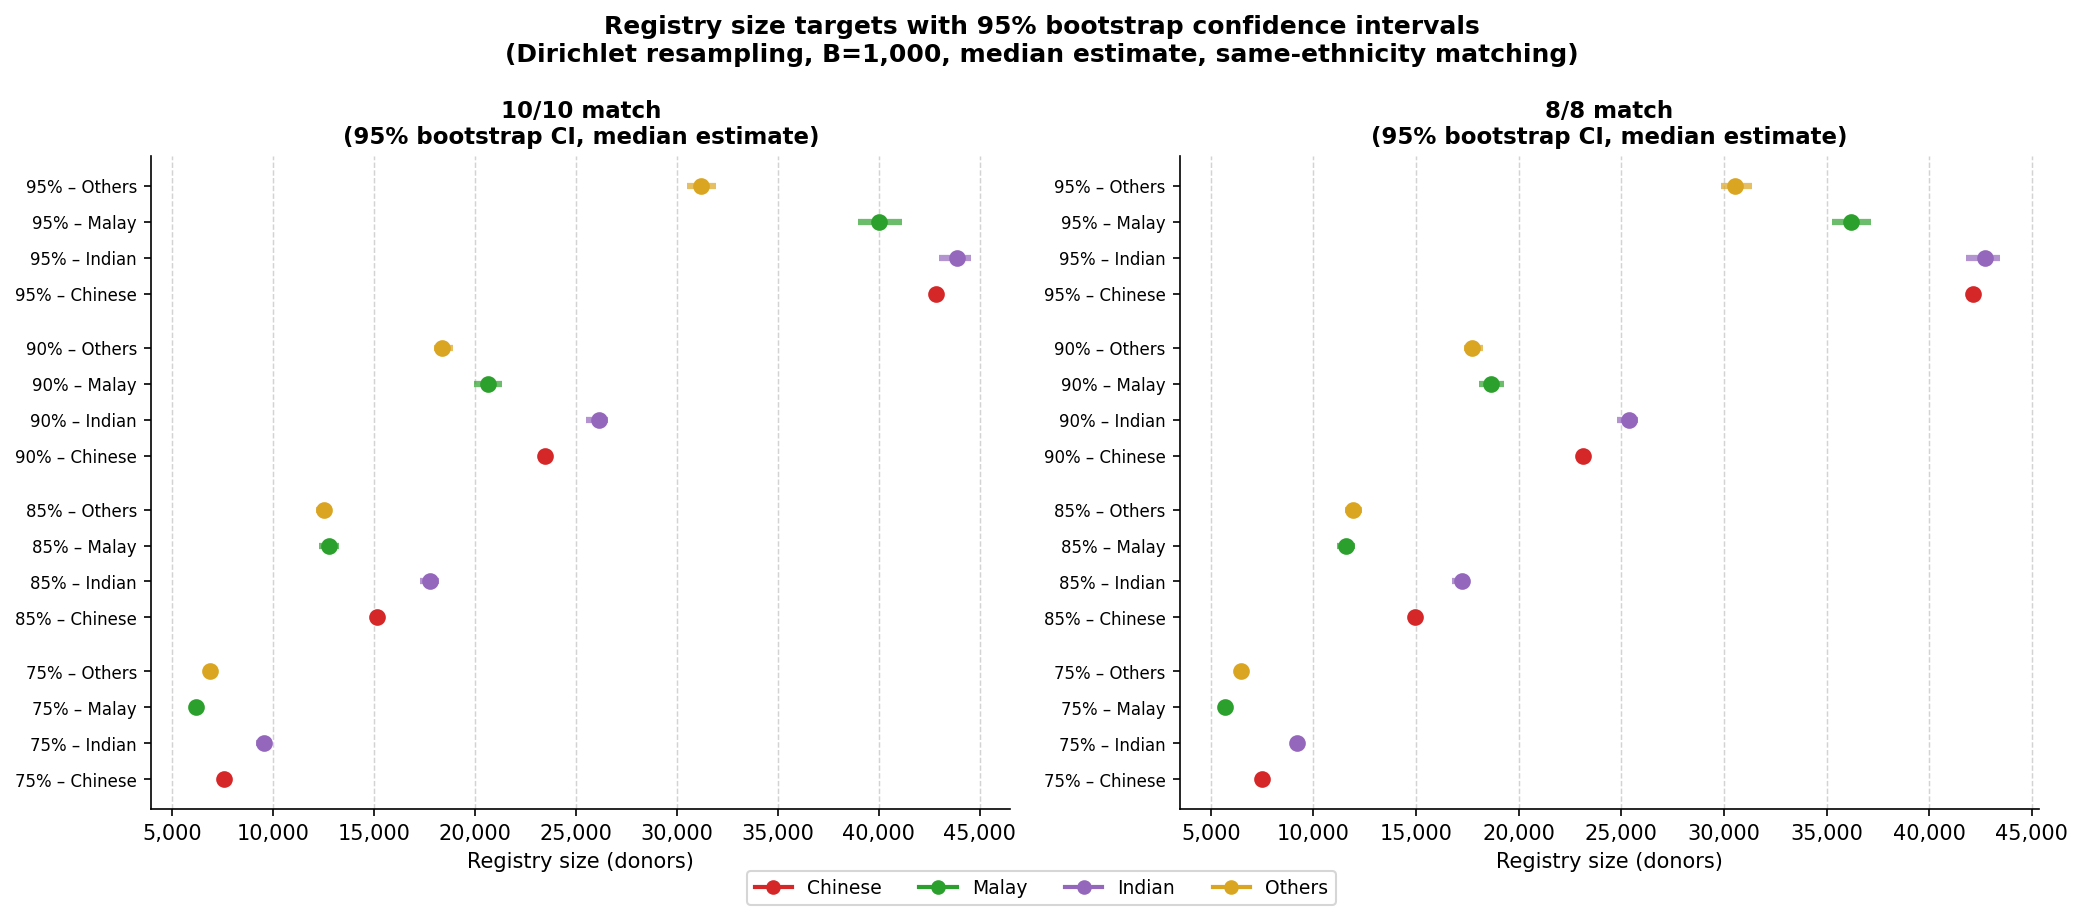 Registry size targets with 95% bootstrap confidence intervals
(Dirichlet resampling, B=1,000, median estimate, same-ethnicity matching)
10/10 match
(95% bootstrap CI, median estimate)
95% – Others
95% – Malay
95% – Indian
95% – Chinese
90% – Others
90% – Malay
90% – Indian
90% – Chinese
85% – Others
85% – Malay
85% – Indian
85% – Chinese
75% – Others
75% – Malay
75% – Indian
75% – Chinese
5,000 10,000 15,000 20,000 25,000 30,000 35,000 40,000 45,000
Registry size (donors)
8/8 match
(95% bootstrap CI, median estimate)
95% – Others
95% – Malay
95% – Indian
95% – Chinese
90% – Others
90% – Malay
90% – Indian
90% – Chinese
85% – Others
85% – Malay
85% – Indian
85% – Chinese
75% – Others
75% – Malay
75% – Indian
75% – Chinese
5,000 10,000 15,000 20,000 25,000 30,000 35,000 40,000 45,000
Registry size (donors)
Chinese Malay Indian Others